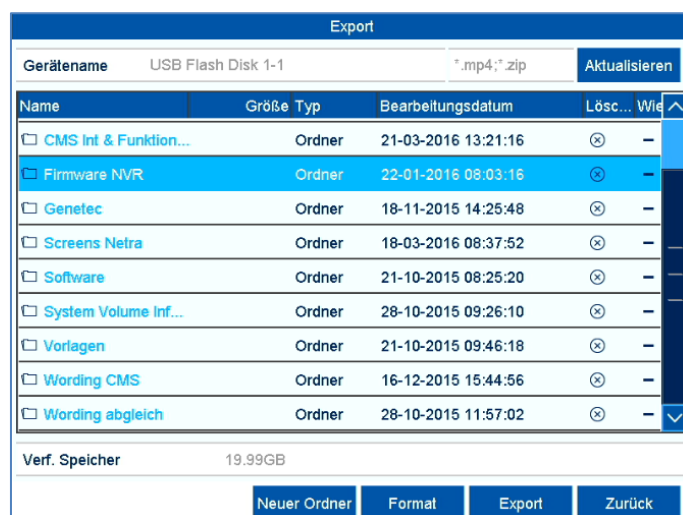 Export
Gerätename USB Flash Disk 1-1 *.mp4;*.zip Aktualisieren
Name Größe Typ Bearbeitungsdatum Lösc... Wie
CMS Int & Funktion... Ordner 21-03-2016 13:21:16
Firmware NVR Ordner 22-01-2016 08:03:16
Genetec Ordner 18-11-2015 14:25:48
Screens Netra Ordner 18-03-2016 08:37:52
Software Ordner 21-10-2015 08:25:20
System Volume Inf... Ordner 28-10-2015 09:26:10
Vorlagen Ordner 21-10-2015 09:46:18
Wording CMS Ordner 16-12-2015 15:44:56
Wording abgleich Ordner 28-10-2015 11:57:02
Verf. Speicher 19.99GB
Neuer Ordner Format Export Zurück